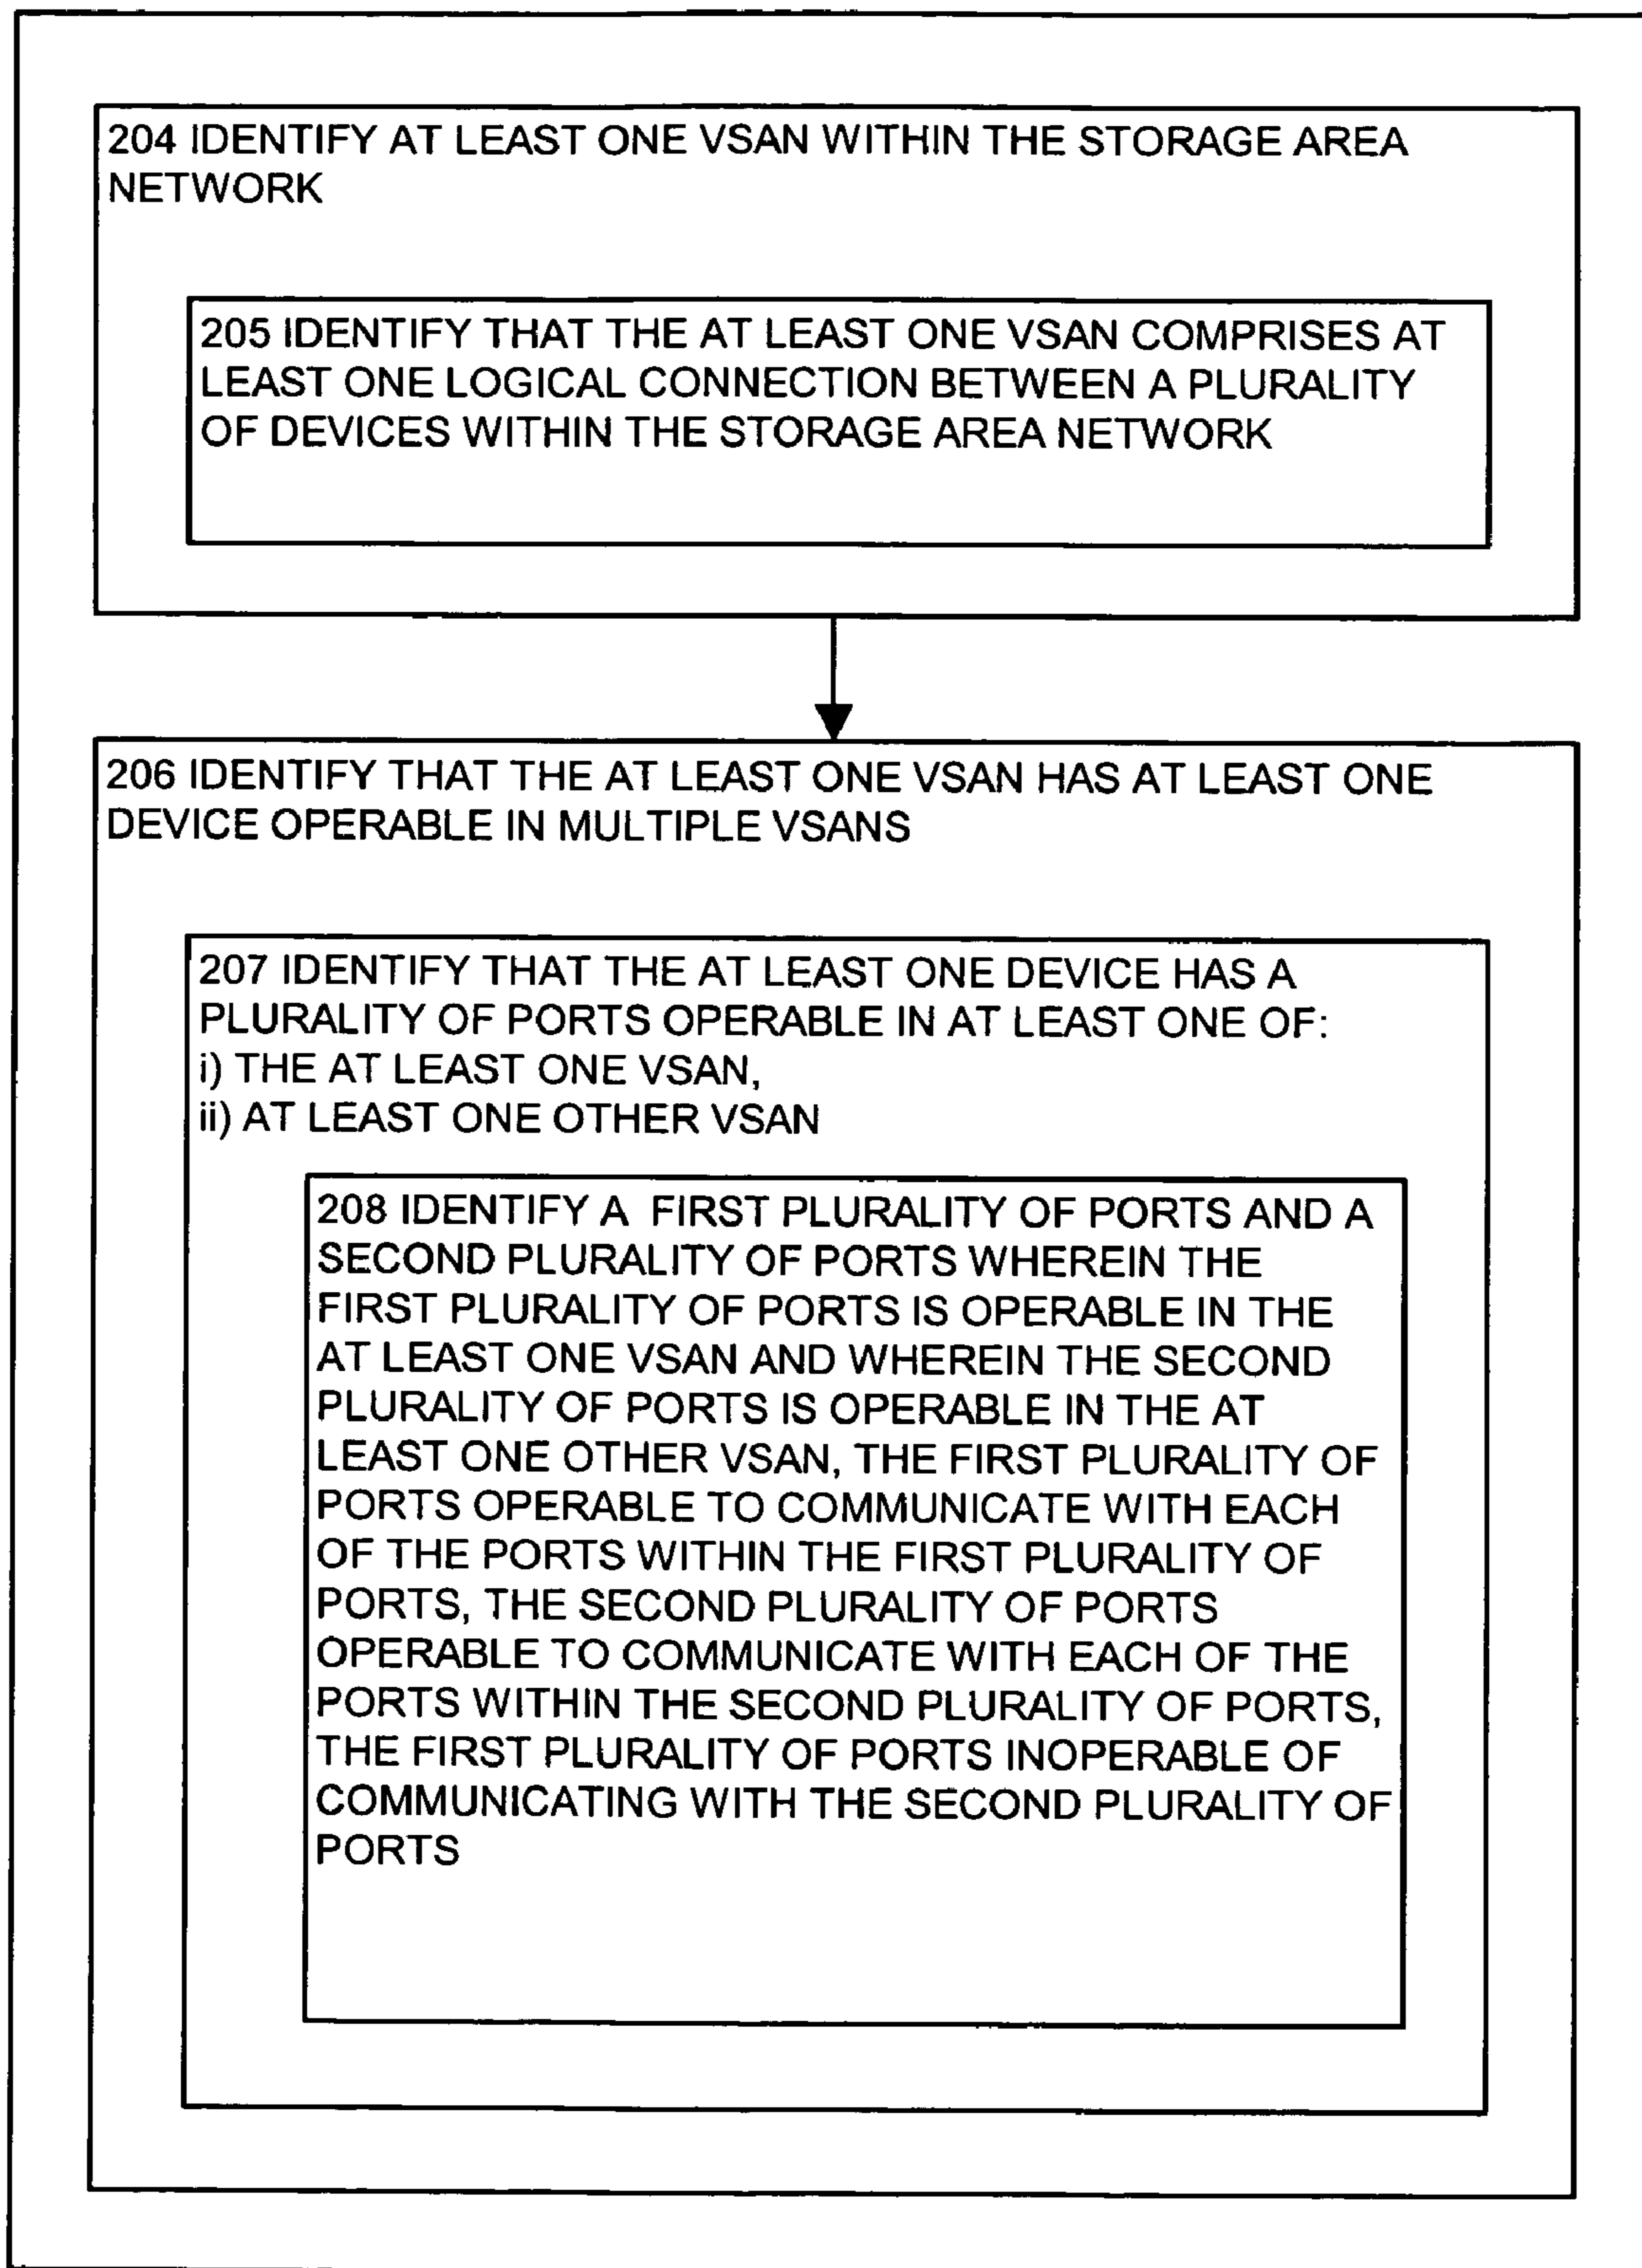 204 IDENTIFY AT LEAST ONE VSAN WITHIN THE STORAGE AREA
NETWORK
205 IDENTIFY THAT THE AT LEAST ONE VSAN COMPRISES AT
LEAST ONE LOGICAL CONNECTION BETWEEN A PLURALITY
OF DEVICES WITHIN THE STORAGE AREA NETWORK
206 IDENTIFY THAT THE AT LEAST ONE VSAN HAS AT LEAST ONE
DEVICE OPERABLE IN MULTIPLE VSANS
207 IDENTIFY THAT THE AT LEAST ONE DEVICE HAS A
PLURALITY OF PORTS OPERABLE IN AT LEAST ONE OF:
i) THE AT LEAST ONE VSAN,
ii) AT LEAST ONE OTHER VSAN
208 IDENTIFY A FIRST PLURALITY OF PORTS AND A
SECOND PLURALITY OF PORTS WHEREIN THE
FIRST PLURALITY OF PORTS IS OPERABLE IN THE
AT LEAST ONE VSAN AND WHEREIN THE SECOND
PLURALITY OF PORTS IS OPERABLE IN THE AT
LEAST ONE OTHER VSAN, THE FIRST PLURALITY OF
PORTS OPERABLE TO COMMUNICATE WITH EACH
OF THE PORTS WITHIN THE FIRST PLURALITY OF
PORTS, THE SECOND PLURALITY OF PORTS
OPERABLE TO COMMUNICATE WITH EACH OF THE
PORTS WITHIN THE SECOND PLURALITY OF PORTS,
THE FIRST PLURALITY OF PORTS INOPERABLE OF
COMMUNICATING WITH THE SECOND PLURALITY OF
PORTS